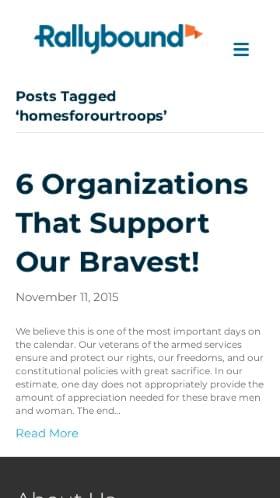 Rallybound
Posts Tagged
‘homesforourtroops’
6 Organizations
That Support
Our Bravest!
November 11, 2015
We believe this is one of the most important days on
the calendar. Our veterans of the armed services
ensure and protect our rights, our freedoms, and our
constitutional policies with great sacrifice. In our
estimate, one day does not appropriately provide the
amount of appreciation needed for these brave men
and woman. The end...
Read More
About Us